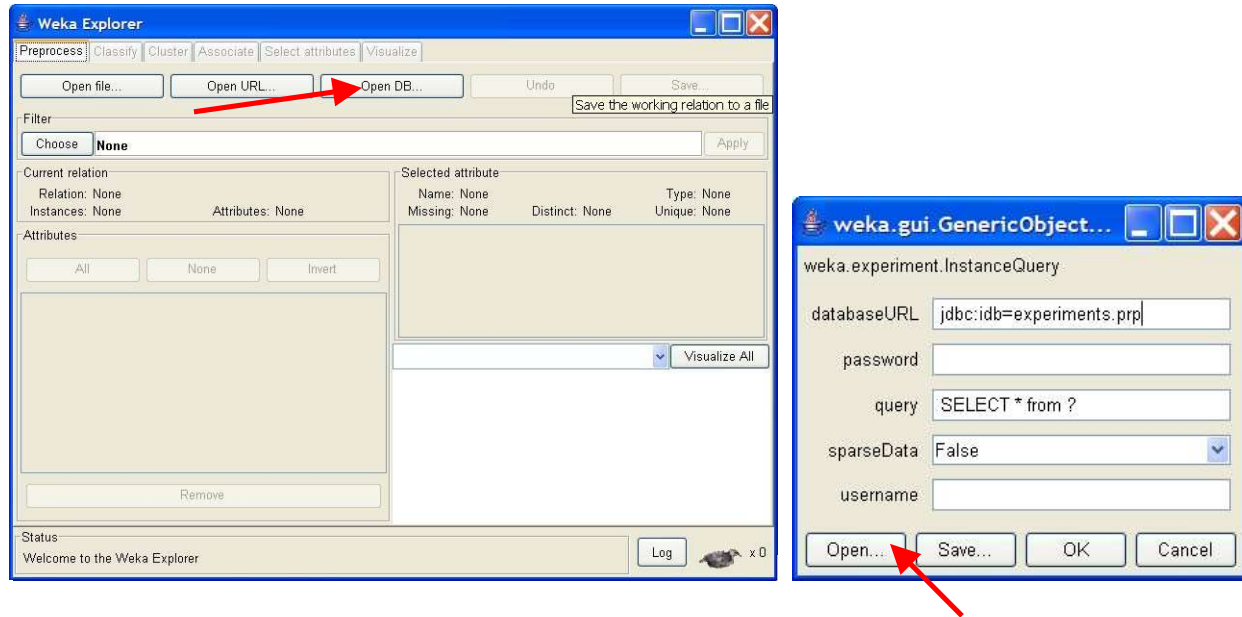 Weka Explorer
Preprocess Classify Cluster Associate Select attributes Visualize
Open file... Open URL... Open DB... Undo Save...
Save the working relation to a file
Filter
Choose None Apply
Current relation
Relation: None
Instances: None Attributes: None
Selected attribute
Name: None Type: None
Missing: None Distinct: None Unique: None
Attributes
All None Invert
Visualize All
Remove
Status
Welcome to the Weka Explorer
Log x 0
weka.gui.GenericObject...
weka.experiment.InstanceQuery
databaseURL jdbc:idb=experiments.prp
password
query SELECT * from ?
sparseData False
username
Open... Save... OK Cancel